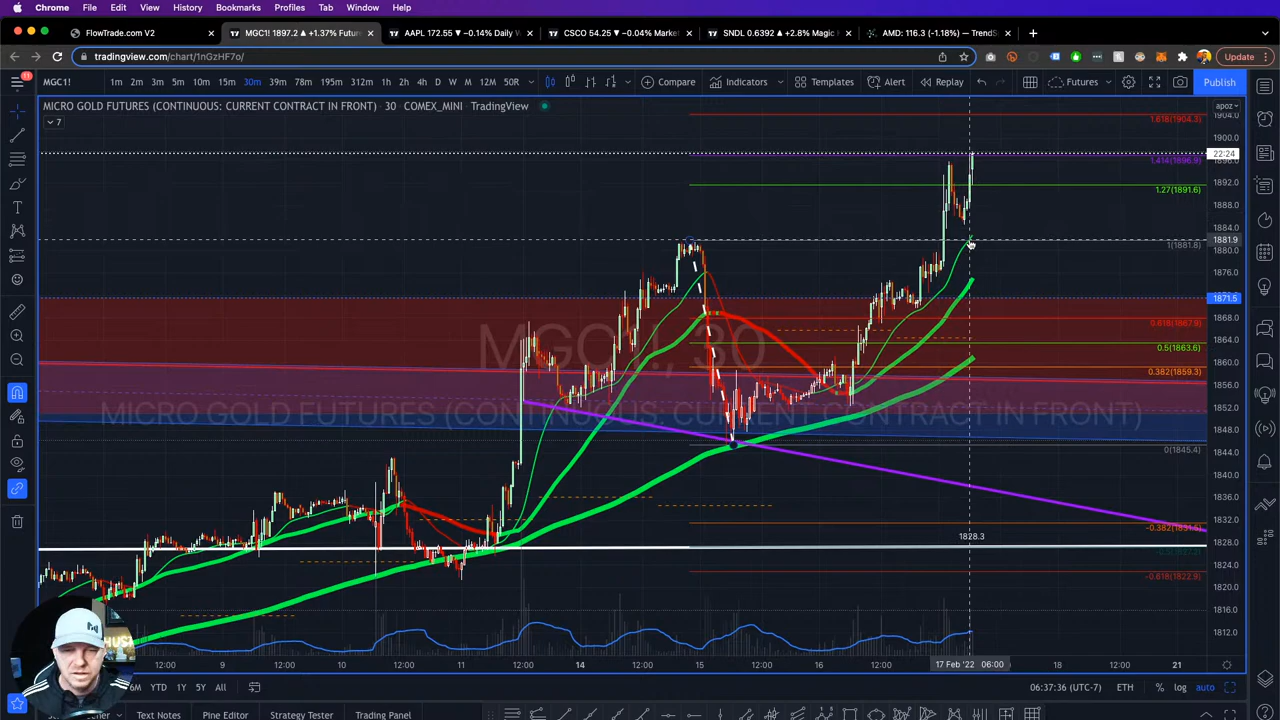 Chrome File Edit View History Bookmarks Profiles Tab Window Help
FlowTrade.com V2
MGC1! 1897.2 ▲ +1.37% Futur
AAPL 172.55 ▼ −0.14% Daily W
CSCO 54.25 ▼ −0.04% Market
SNDL 0.6392 ▲ +2.8% Magic M
AMD: 116.3 (-1.18%) — TrendS
tradingview.com/chart/1nGzHF7o/
Update
11
MGC1!
1m 2m 3m 5m 10m 15m 30m 39m 78m 195m 312m 1h 2h 4h D W M 12M 50R
Compare
Indicators
Templates
Alert
Replay
Futures
Publish
MICRO GOLD FUTURES (CONTINUOUS: CURRENT CONTRACT IN FRONT) · 30 · COMEX_MINI · TradingView
7
MGC1!, 30
MICRO GOLD FUTURES (CONTINUOUS: CURRENT CONTRACT IN FRONT)
1.618(1904.3)
1.414(1896.9)
1.27(1891.6)
1(1881.8)
0.618(1867.9)
0.5(1863.6)
0.382(1859.3)
0(1845.4)
-0.382(1831.5)
-0.618(1822.9)
1828.3
apoz
1904.0
1900.0
22:24
1896.0
1892.0
1888.0
1884.0
1881.9
1876.0
1871.5
1868.0
1864.0
1860.0
1856.0
1852.0
1848.0
1844.0
1840.0
1836.0
1832.0
1828.0
1824.0
1820.0
1816.0
1812.0
12:00 9 12:00 10 12:00 11 12:00 14 12:00 15 12:00 16 12:00 17 Feb '22 06:00 18 12:00 21
6M YTD 1Y 5Y All
06:37:36 (UTC-7)
ETH
% log auto
Text Notes
Pine Editor
Strategy Tester
Trading Panel